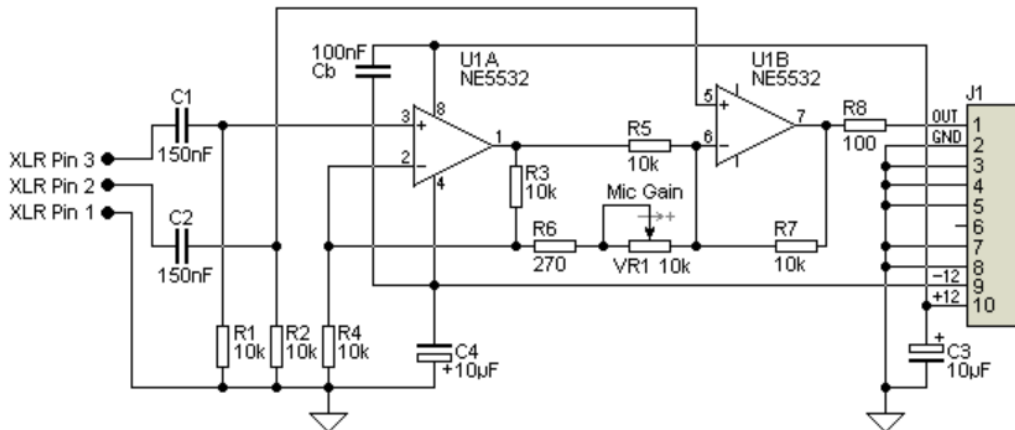 100nF
Cb
U1A
NE5532
U1B
NE5532
J1
C1
150nF
8
3
+
2
−
1
4
R5
10k
5
+
6
−
7
R8
100
OUT
GND
1
2
3
4
5
6
7
8
9
10
−12
+12
XLR Pin 3
XLR Pin 2
XLR Pin 1
C2
150nF
R3
10k
Mic Gain
+
R6
270
VR1
10k
R7
10k
R1
10k
R2
10k
R4
10k
C4
+10µF
+
C3
10µF